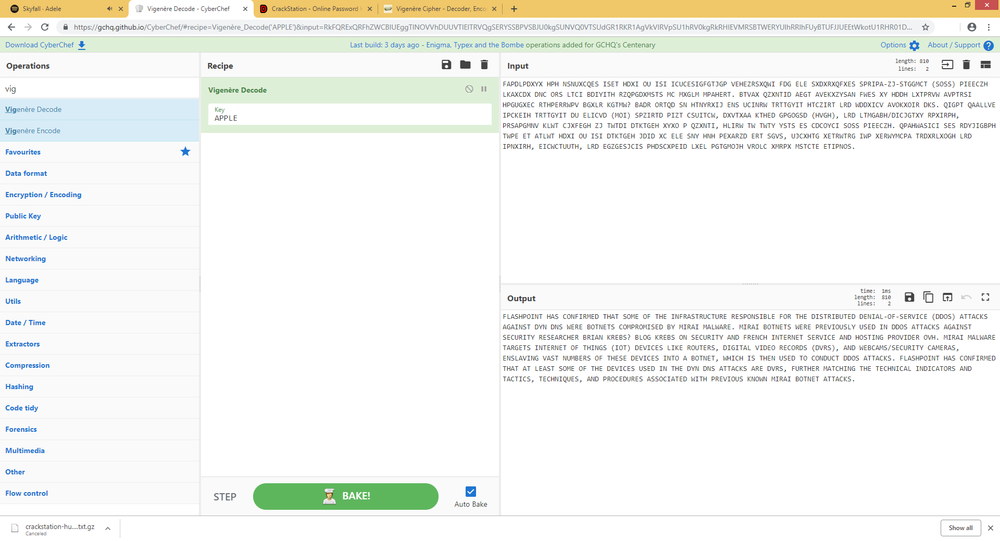 Skyfall · Adele
Vigenère Decode - CyberChef
CrackStation - Online Password H
Vigenère Cipher - Decoder, Enco
https://gchq.github.io/CyberChef/#recipe=Vigenère_Decode('APPLE')&input=RkFQRExQRFhZWCBIUEggTlNOVVhDUUVTIElTRVQgSERYSSBPVSBJU0kgSUNVQ0VTSUdGR1RKR1AgVkVIRVpSU1hRV0kgRkRHIEVMRSBTWERYUlhRRlhFUyBTUFJJUEEtWkotU1RHR01D...
Download CyberChef
Last build: 3 days ago - Enigma, Typex and the Bombe operations added for GCHQ's Centenary
Options
About / Support
Operations
vig
Vigenère Decode
Vigenère Encode
Favourites
Data format
Encryption / Encoding
Public Key
Arithmetic / Logic
Networking
Language
Utils
Date / Time
Extractors
Compression
Hashing
Code tidy
Forensics
Multimedia
Other
Flow control
Recipe
Vigenère Decode
Key
APPLE
STEP
BAKE!
Auto Bake
Input
length: 810
lines: 2
FAPDLPDXYX HPH NSNUXCQES ISET HDXI OU ISI ICUCESIGFGTJGP VEHEZRSXQWI FDG ELE SXDXRXQFXES SPRIPA-ZJ-STGGMCT (SOSS) PIEECZH
LKAXCDX DNC ORS LTCI BDIYITH RZQPGDXMSTS MC MXGLM MPAHERT. BTVAX QZXNTID AEGT AVEKXZYSAN FWES XY HDDH LXTPRVW AVPTRSI
HPGUGXEC RTHPERRWPV BGXLR KGTMW? BADR ORTQD SN HTNYRXIJ ENS UCINRW TRTTGYIT HTCZIRT LRD WDDXICV AVOKXOIR DKS. QIGPT QAALLVE
IPCKEIH TRTTGYIT DU ELICVD (MOI) SPZIRTD PIZT CSUITCW, DXVTXAA KTHED GPGOGSD (HVGH), LRD LTMGABH/DICJGTXY RPXIRPH,
PRSAPGMNV KLWT CJXFEGH ZJ TWTDI DTKTGEH XYXO P QZXNTI, HLIRW TW TWTY YSTS ES CDCOYCI SOSS PIEECZH. QPAHWASICI SES RDYJIGBPH
TWPE ET ATLWT HDXI OU ISI DTKTGEH JDID XC ELE SNY HNH PEXARZD ERT SGVS, UJCXHTG XETRWTRG IWP XERWYMCPA TRDXRLXOGH LRD
IPNXIRH, EICWCTUUTH, LRD EGZGESJCIS PHDSCXPEID LXEL PGTGMOJH VROLC XMRPX MSTCTE ETIPNOS.
Output
time: 1ms
length: 810
lines: 2
FLASHPOINT HAS CONFIRMED THAT SOME OF THE INFRASTRUCTURE RESPONSIBLE FOR THE DISTRIBUTED DENIAL-OF-SERVICE (DDOS) ATTACKS
AGAINST DYN DNS WERE BOTNETS COMPROMISED BY MIRAI MALWARE. MIRAI BOTNETS WERE PREVIOUSLY USED IN DDOS ATTACKS AGAINST
SECURITY RESEARCHER BRIAN KREBS? BLOG KREBS ON SECURITY AND FRENCH INTERNET SERVICE AND HOSTING PROVIDER OVH. MIRAI MALWARE
TARGETS INTERNET OF THINGS (IOT) DEVICES LIKE ROUTERS, DIGITAL VIDEO RECORDS (DVRS), AND WEBCAMS/SECURITY CAMERAS,
ENSLAVING VAST NUMBERS OF THESE DEVICES INTO A BOTNET, WHICH IS THEN USED TO CONDUCT DDOS ATTACKS. FLASHPOINT HAS CONFIRMED
THAT AT LEAST SOME OF THE DEVICES USED IN THE DYN DNS ATTACKS ARE DVRS, FURTHER MATCHING THE TECHNICAL INDICATORS AND
TACTICS, TECHNIQUES, AND PROCEDURES ASSOCIATED WITH PREVIOUS KNOWN MIRAI BOTNET ATTACKS.
crackstation-hu....txt.gz
Canceled
Show all